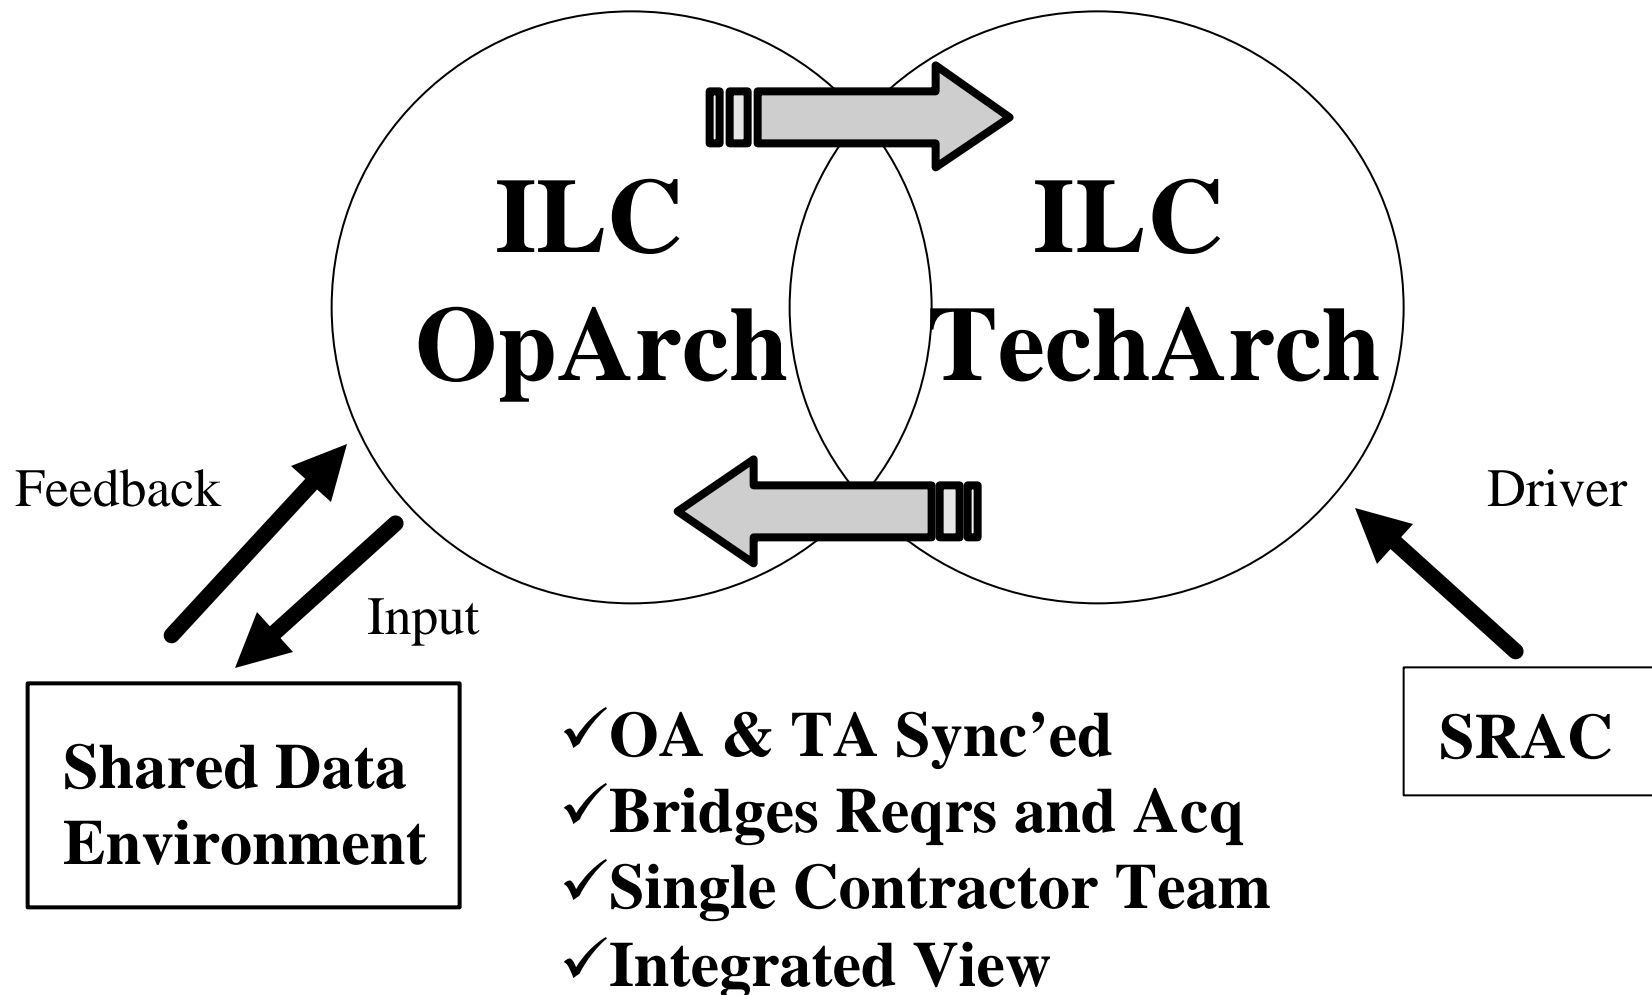 ILC
OpArch
ILC
TechArch
Feedback
Input
Driver
Shared Data
Environment
SRAC
✓OA & TA Sync’ed
✓Bridges Reqrs and Acq
✓Single Contractor Team
✓Integrated View